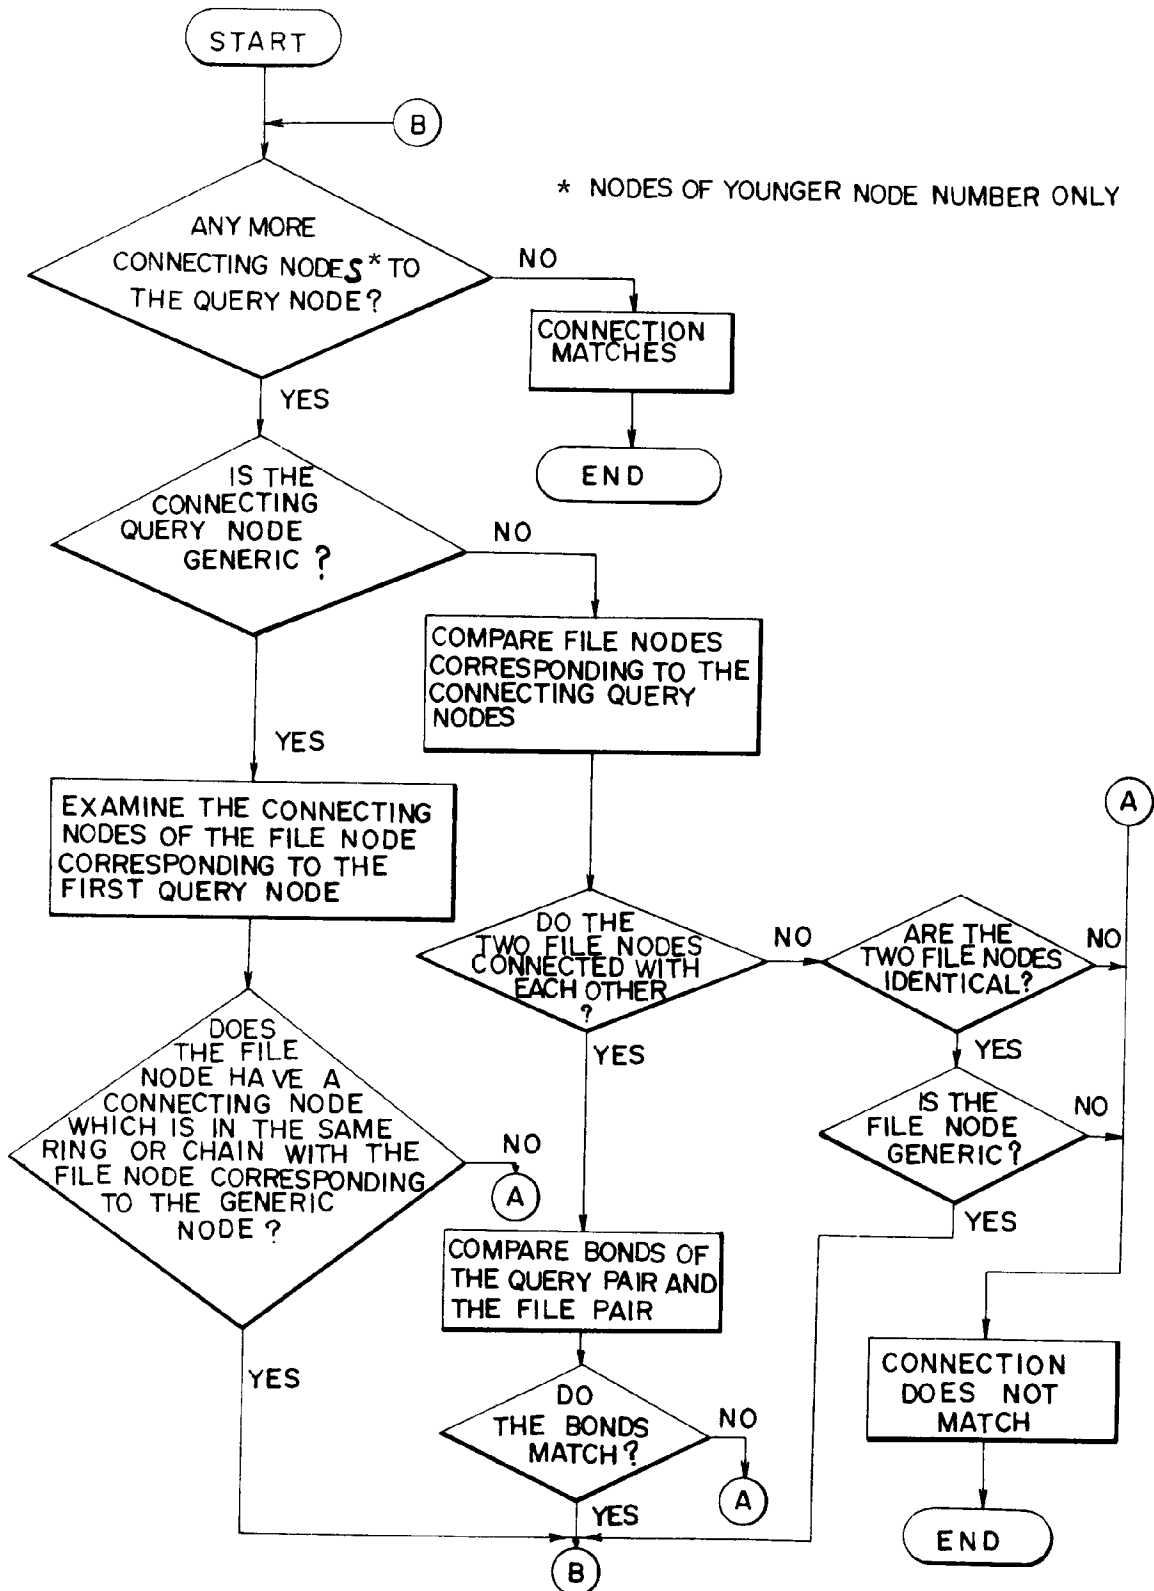 START
B
* NODES OF YOUNGER NODE NUMBER ONLY
ANY MORE
CONNECTING NODES* TO
THE QUERY NODE?
NO
CONNECTION
MATCHES
YES
END
IS THE
CONNECTING
QUERY NODE
GENERIC?
NO
COMPARE FILE NODES
CORRESPONDING TO THE
CONNECTING QUERY
NODES
YES
EXAMINE THE CONNECTING
NODES OF THE FILE NODE
CORRESPONDING TO THE
FIRST QUERY NODE
A
DO THE
TWO FILE NODES
CONNECTED WITH
EACH OTHER
?
NO
ARE THE
TWO FILE NODES
IDENTICAL?
NO
YES
YES
DOES
THE FILE
NODE HAVE A
CONNECTING NODE
WHICH IS IN THE SAME
RING OR CHAIN WITH THE
FILE NODE CORRESPONDING
TO THE GENERIC
NODE?
NO
A
IS THE
FILE NODE
GENERIC?
NO
YES
COMPARE BONDS OF
THE QUERY PAIR AND
THE FILE PAIR
YES
DO
THE BONDS
MATCH?
NO
A
YES
B
CONNECTION
DOES NOT
MATCH
END